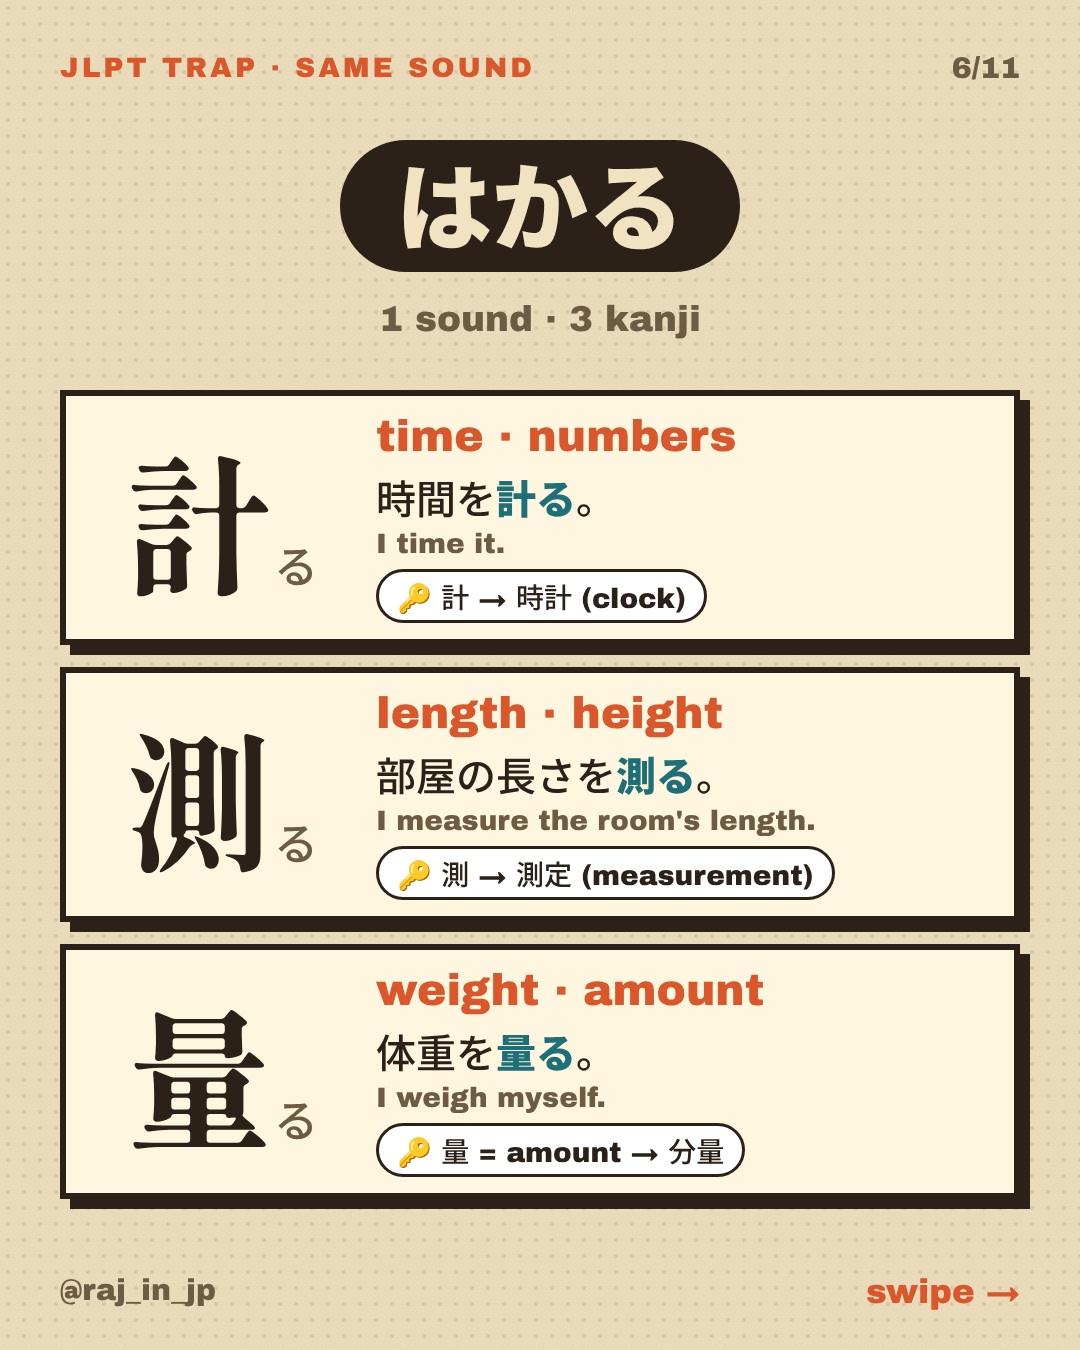 JLPT TRAP · SAME SOUND
6/11
はかる
1 sound · 3 kanji
計る
time · numbers
時間を計る。
I time it.
🔑 計 → 時計 (clock)
測る
length · height
部屋の長さを測る。
I measure the room's length.
🔑 測 → 測定 (measurement)
量る
weight · amount
体重を量る。
I weigh myself.
🔑 量 = amount → 分量
@raj_in_jp
swipe →